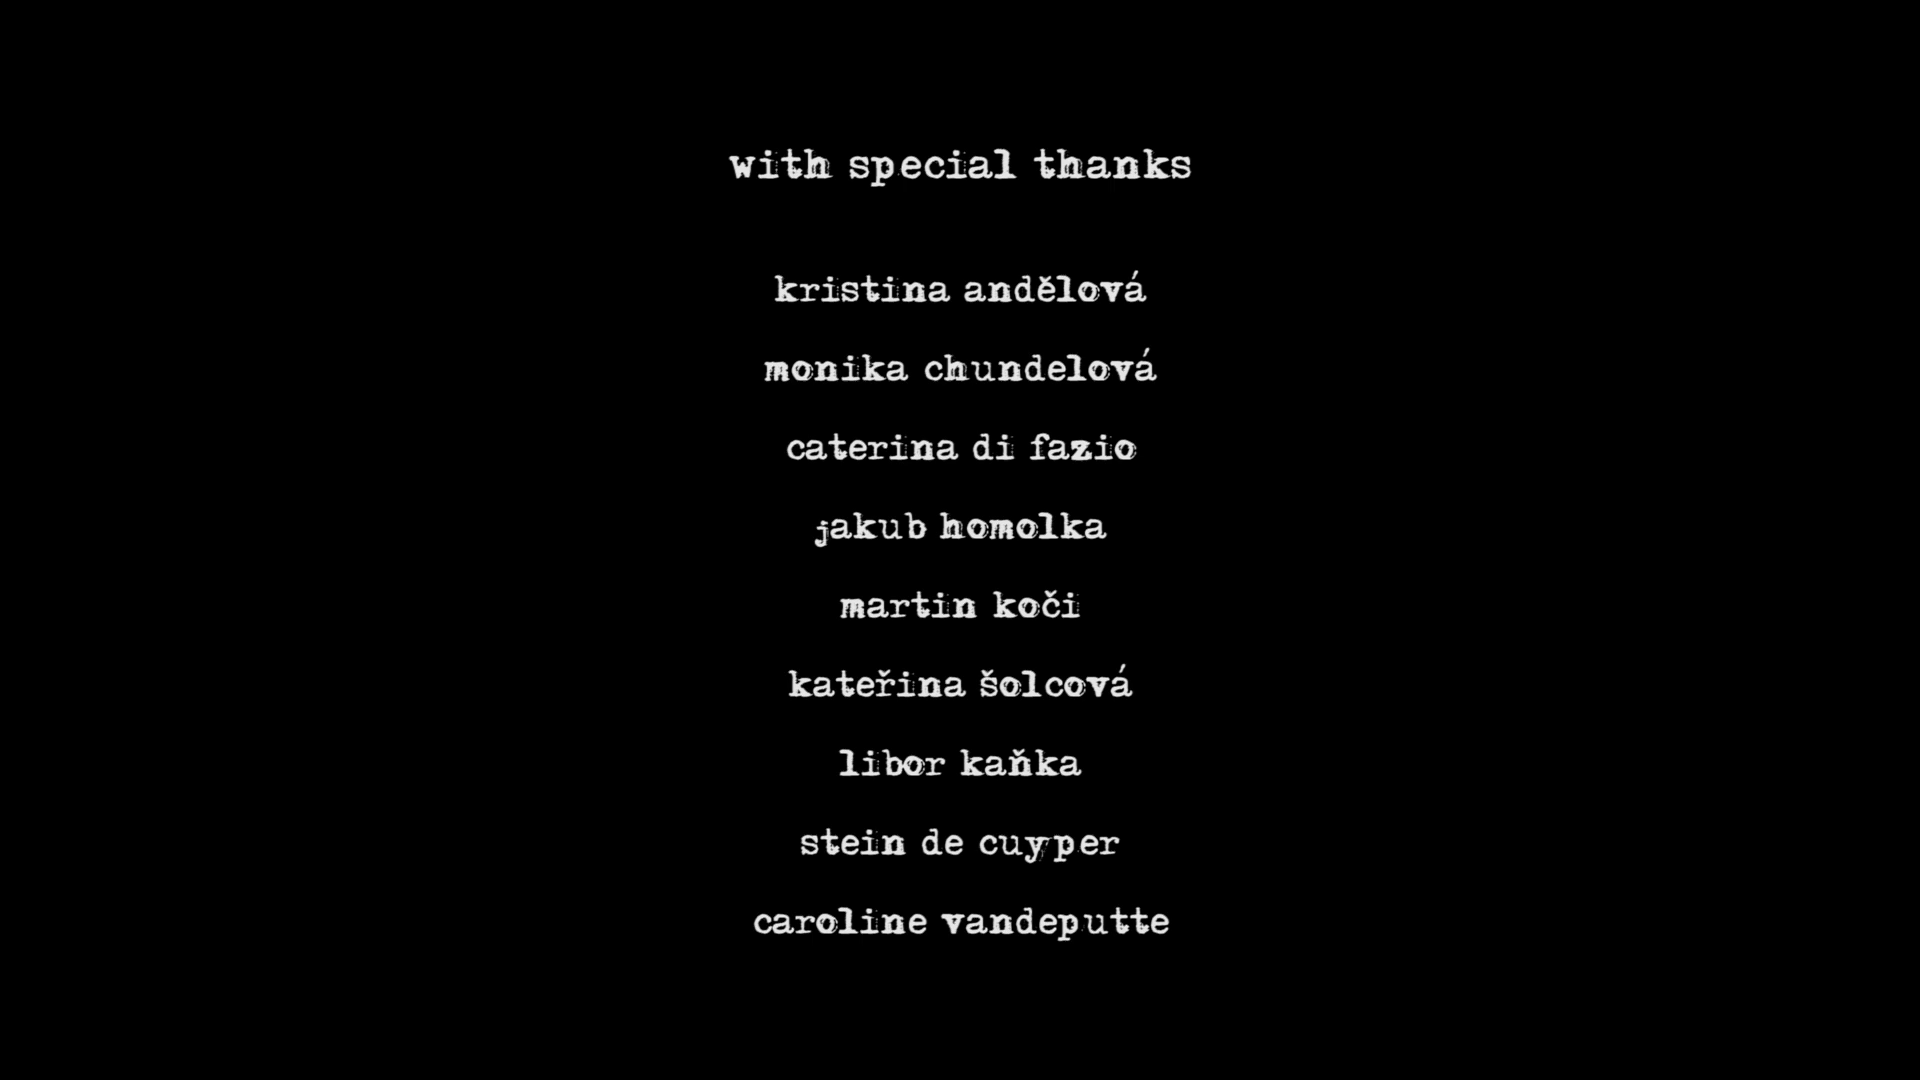 with special thanks
kristina andělová
monika chundelová
caterina di fazio
jakub homolka
martin koči
kateřina šolcová
libor kaňka
stein de cuyper
caroline vandeputte